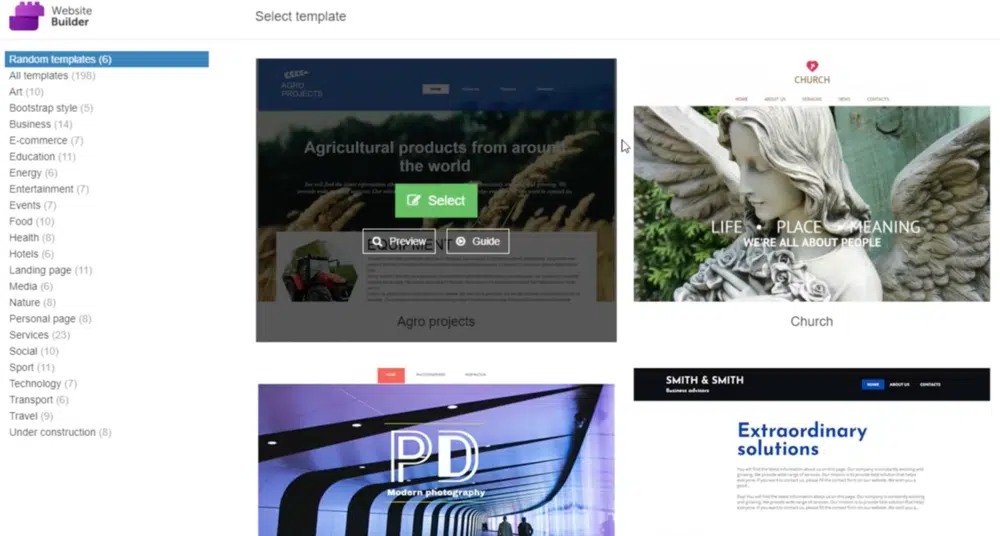 Website
Builder
Select template
Random templates (6)
All templates (198)
Art (10)
Bootstrap style (5)
Business (14)
E-commerce (7)
Education (11)
Energy (6)
Entertainment (7)
Events (7)
Food (10)
Health (8)
Hotels (6)
Landing page (11)
Media (6)
Nature (8)
Personal page (8)
Services (23)
Social (10)
Sport (11)
Technology (7)
Transport (6)
Travel (9)
Under construction (8)
AGRO
PROJECTS
HOME
Agricultural products from around
the world
Select
Preview
Guide
EQUIPMENT
Agro projects
CHURCH
HOME ABOUT US SERMONS NEWS CONTACTS
LIFE • PLACE • MEANING
WE'RE ALL ABOUT PEOPLE
Church
HOME
PD
Modern photography
SMITH & SMITH
Business advisors
HOME ABOUT US CONTACTS
Extraordinary
solutions